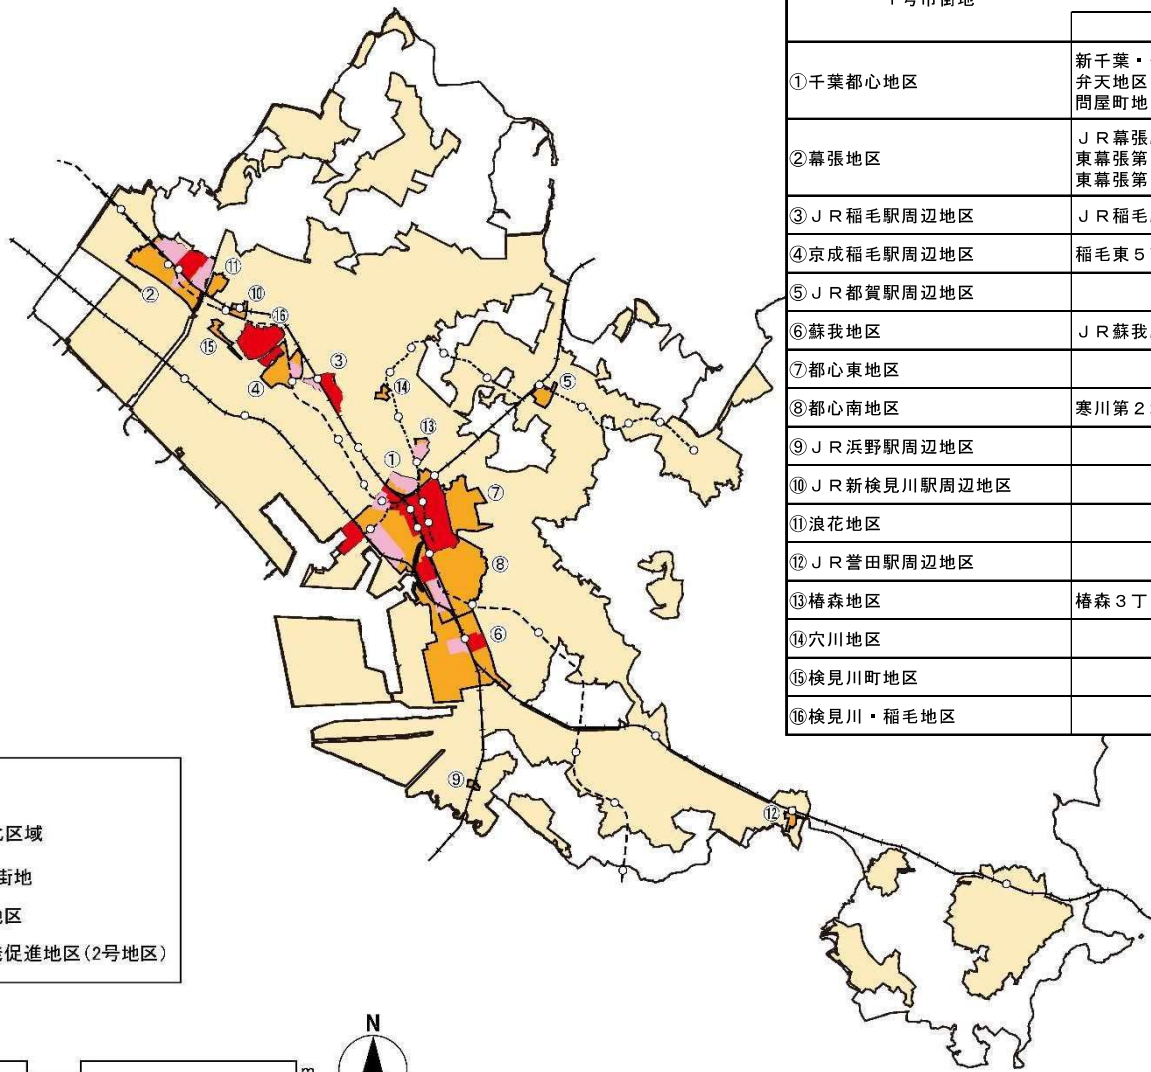 1号市街地
①千葉都心地区
新千葉・
弁天地区
問屋町地
②幕張地区
ＪＲ幕張
東幕張第
東幕張第
③ＪＲ稲毛駅周辺地区
ＪＲ稲毛
④京成稲毛駅周辺地区
稲毛東５
⑤ＪＲ都賀駅周辺地区
⑥蘇我地区
ＪＲ蘇我
⑦都心東地区
⑧都心南地区
寒川第２
⑨ＪＲ浜野駅周辺地区
⑩ＪＲ新検見川駅周辺地区
⑪浪花地区
⑫ＪＲ誉田駅周辺地区
⑬椿森地区
椿森３丁
⑭穴川地区
⑮検見川町地区
⑯検見川・稲毛地区
⑪
②
⑩
⑯
⑮
③
④
⑭
⑤
⑬
①
⑦
⑧
⑥
⑨
⑫
区域
街地
地区
促進地区(2号地区)
N
m